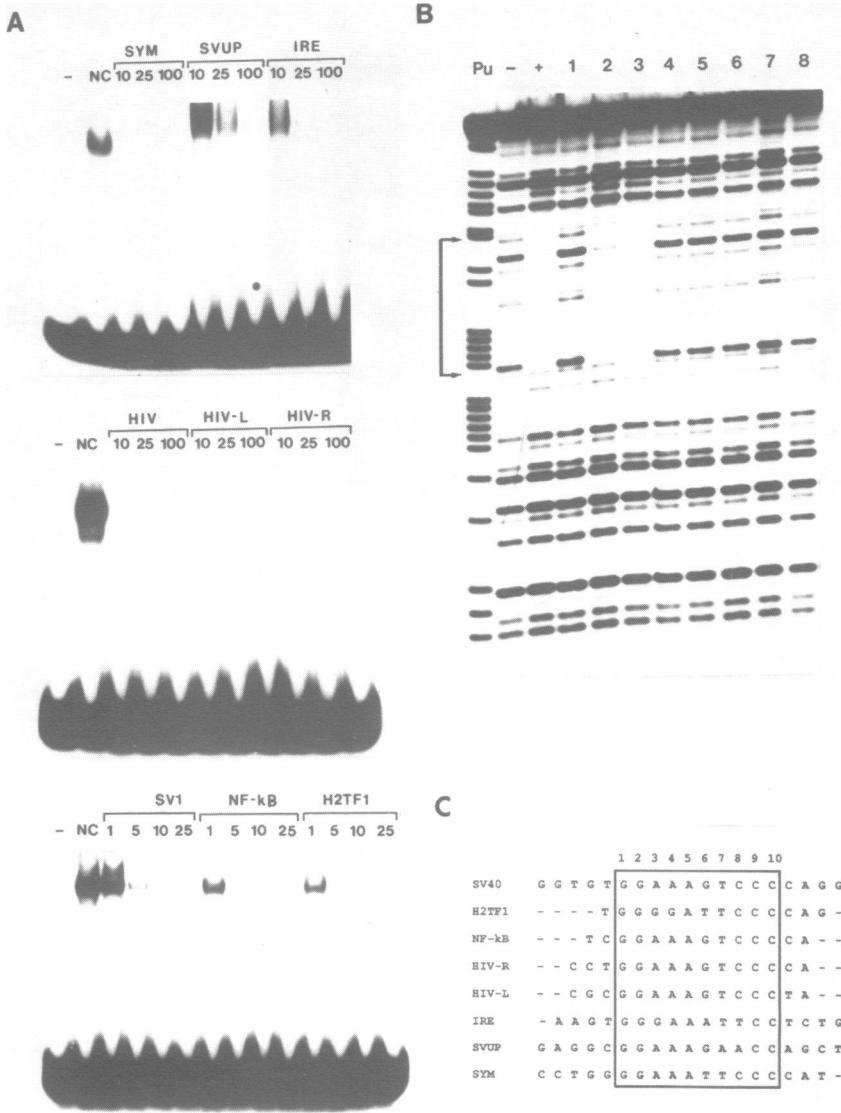 A
SYM SVUP IRE
- NC 10 25 100 10 25 100 10 25 100
HIV HIV-L HIV-R
- NC 10 25 100 10 25 100 10 25 100
SV1 NF-kB H2TF1
- NC 1 5 10 25 1 5 10 25 1 5 10 25
B
Pu - + 1 2 3 4 5 6 7 8
C
1 2 3 4 5 6 7 8 9 10
SV40 G G T G T G G A A A G T C C C C A G G
H2TF1 - - - - T G G G G A T T C C C C A G -
NF-kB - - - T C G G A A A G T C C C C A - -
HIV-R - - C C T G G A A A G T C C C C A - -
HIV-L - - C G C G G A A A G T C C C T A - -
IRE - A A G T G G G A A A T T C C T C T G
SVUP G A G G C G G A A A G A A C C A G C T
SYM C C T G G G G A A A T T C C C C A T -